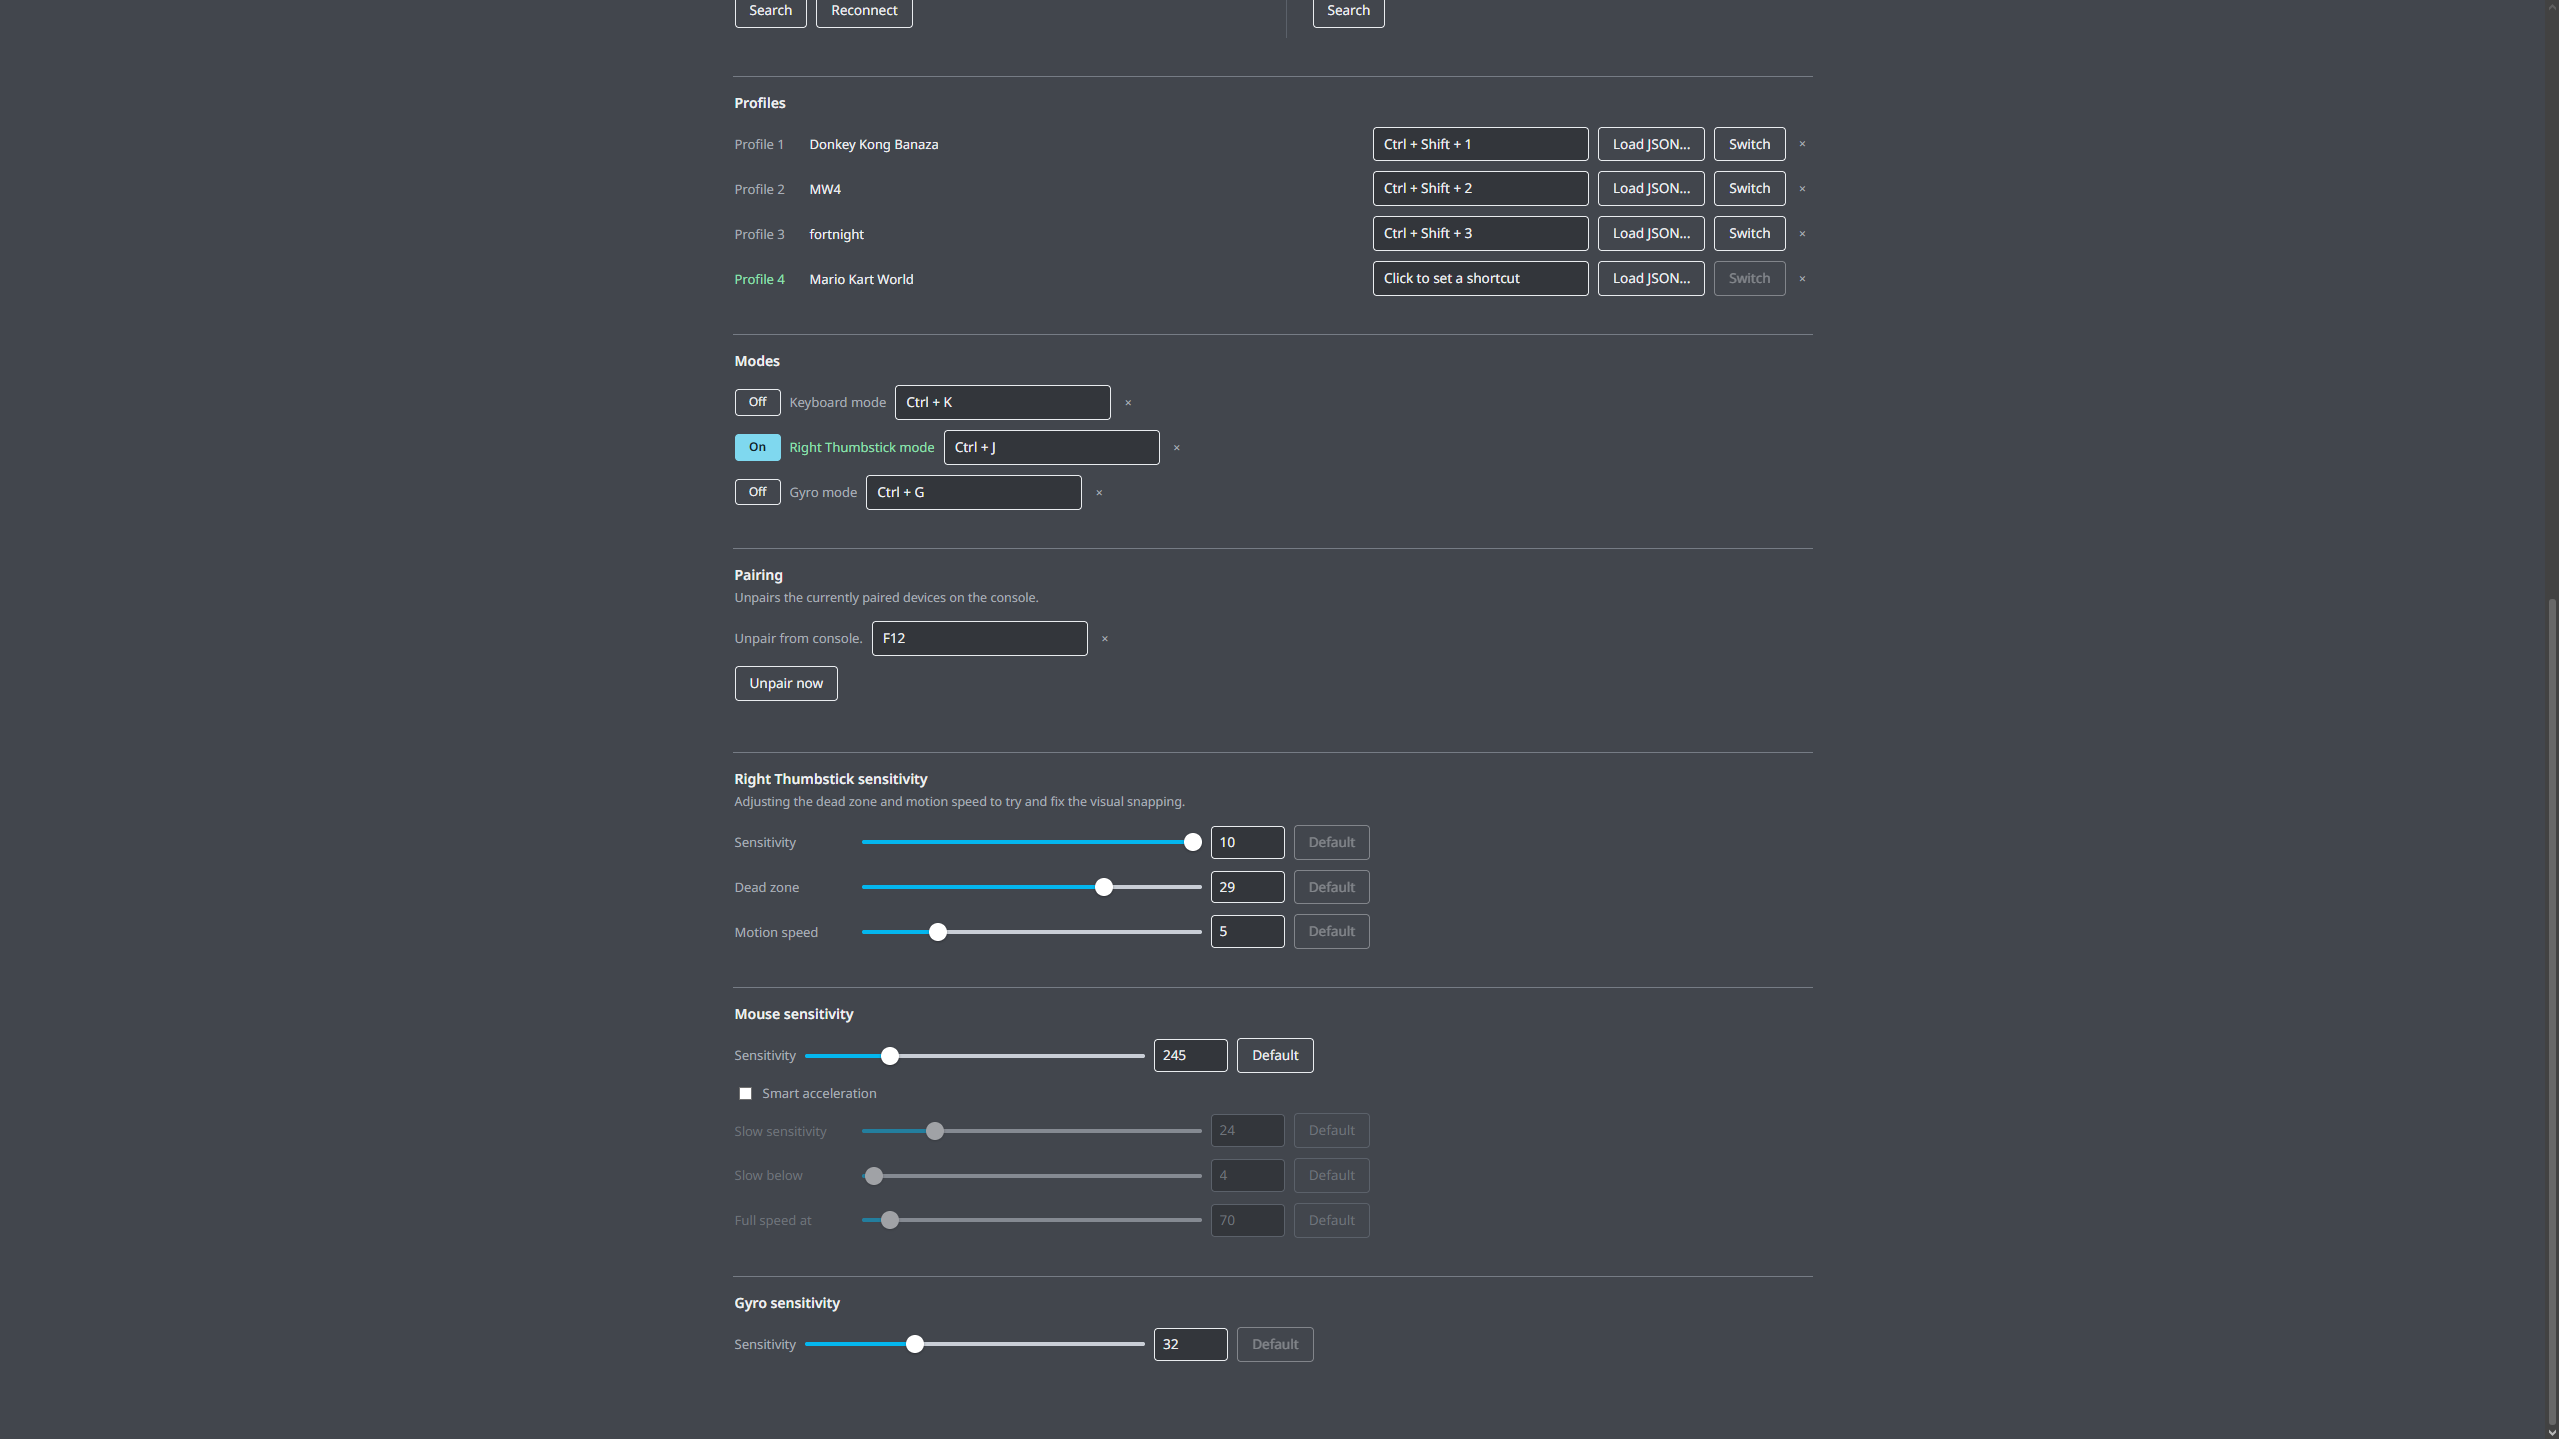 Search Reconnect Search
Profiles
Profile 1 Donkey Kong Banaza Ctrl + Shift + 1 Load JSON... Switch ×
Profile 2 MW4 Ctrl + Shift + 2 Load JSON... Switch ×
Profile 3 fortnight Ctrl + Shift + 3 Load JSON... Switch ×
Profile 4 Mario Kart World Click to set a shortcut Load JSON... Switch ×
Modes
Off Keyboard mode Ctrl + K ×
On Right Thumbstick mode Ctrl + J ×
Off Gyro mode Ctrl + G ×
Pairing
Unpairs the currently paired devices on the console.
Unpair from console. F12 ×
Unpair now
Right Thumbstick sensitivity
Adjusting the dead zone and motion speed to try and fix the visual snapping.
Sensitivity 10 Default
Dead zone 29 Default
Motion speed 5 Default
Mouse sensitivity
Sensitivity 245 Default
Smart acceleration
Slow sensitivity 24 Default
Slow below 4 Default
Full speed at 70 Default
Gyro sensitivity
Sensitivity 32 Default